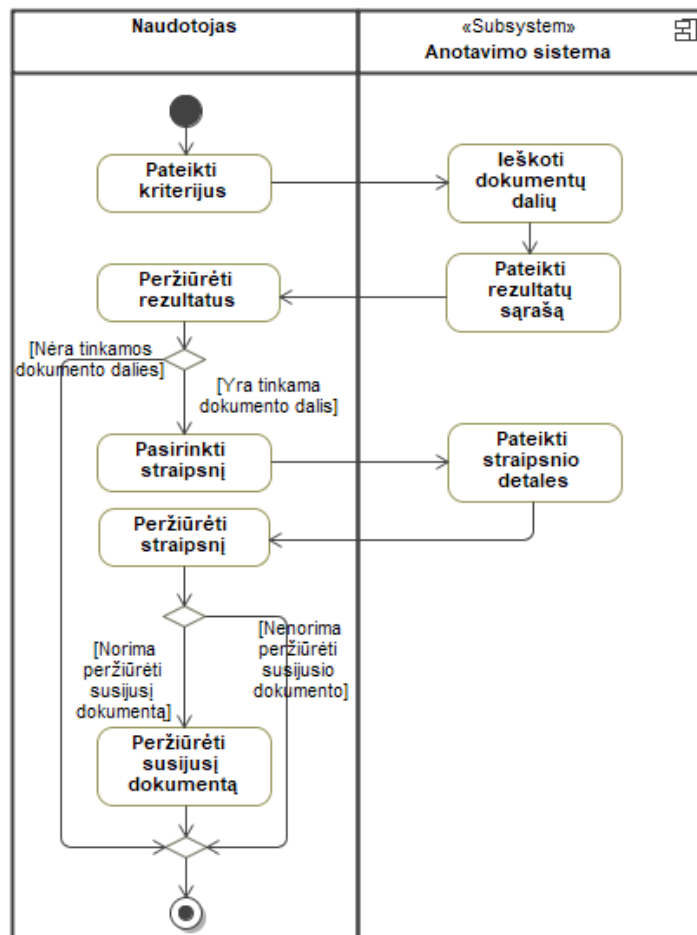 Naudotojas
«Subsystem»
Anotavimo sistema
Pateikti
kriterijus
Ieškoti
dokumentų
dalių
Peržiūrėti
rezultatus
Pateikti
rezultatų
sąrašą
[Nėra tinkamos
dokumento dalies]
[Yra tinkama
dokumento dalis]
Pasirinkti
straipsnį
Pateikti
straipsnio
detales
Peržiūrėti
straipsnį
[Norima
peržiūrėti
susijusį
dokumentą]
[Nenorima
peržiūrėti
susijusio
dokumento]
Peržiūrėti
susijusį
dokumentą